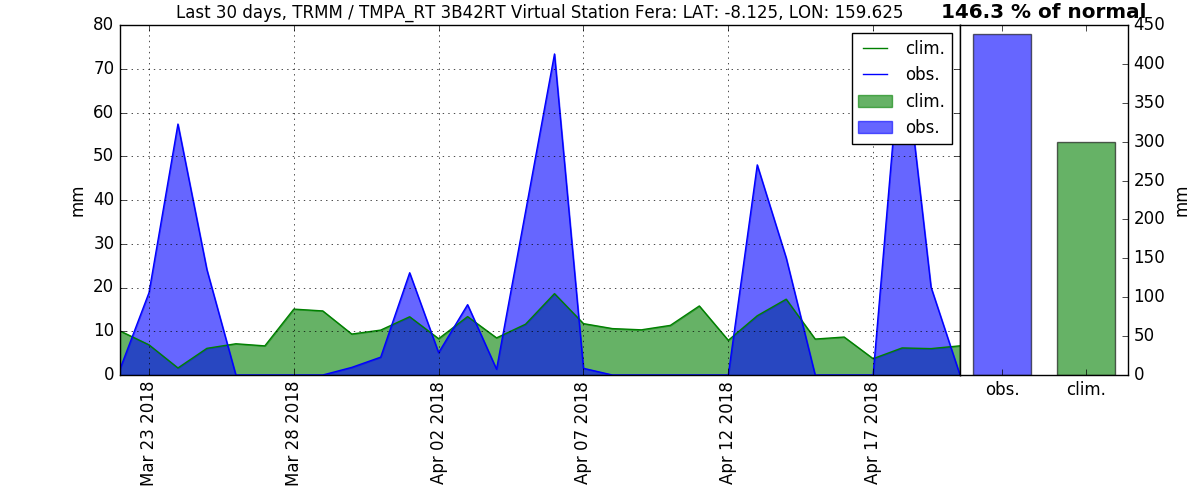 Last 30 days, TRMM / TMPA_RT 3B42RT Virtual Station Fera: LAT: -8.125, LON: 159.625
146.3 % of normal
clim.
obs.
clim.
obs.
mm
80
70
60
50
40
30
20
10
0
Mar 23 2018
Mar 28 2018
Apr 02 2018
Apr 07 2018
Apr 12 2018
Apr 17 2018
450
400
350
300
250
200
150
100
50
0
mm
obs.
clim.